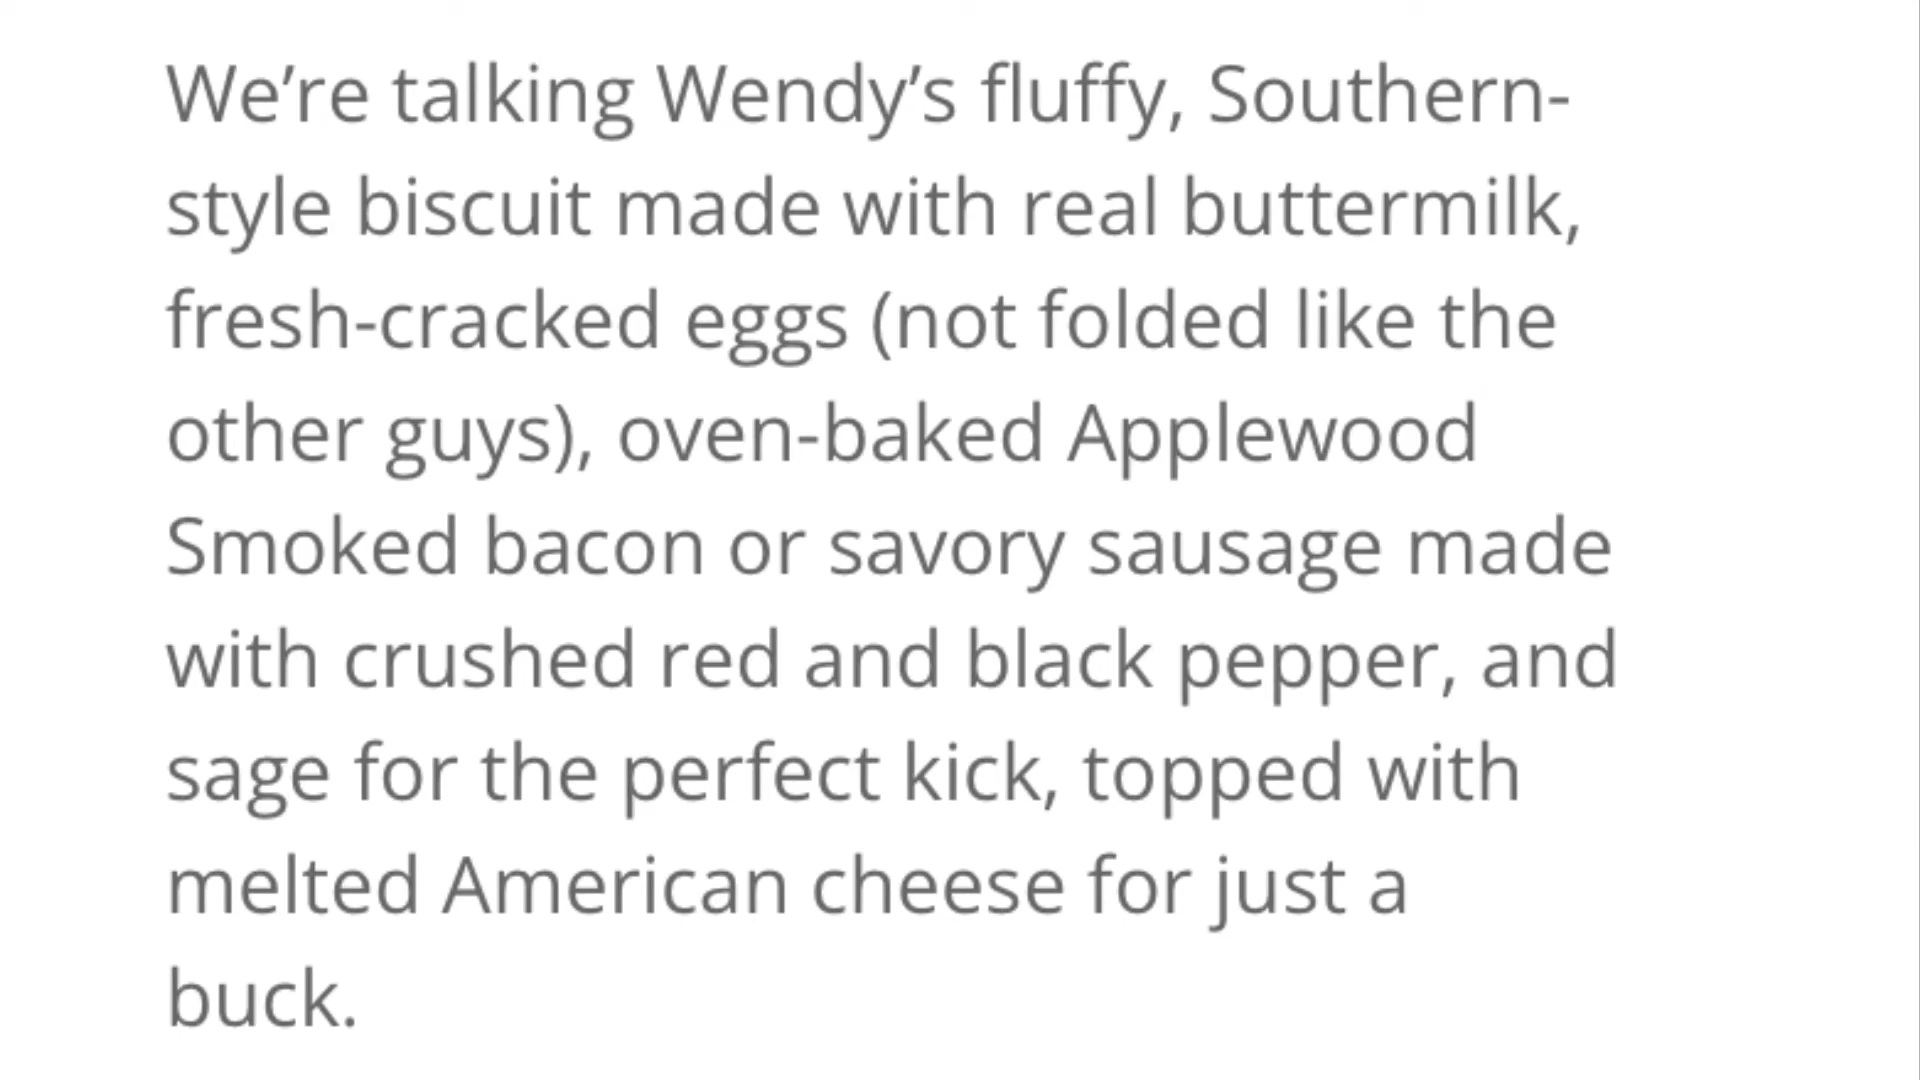 We’re talking Wendy’s fluffy, Southern-
style biscuit made with real buttermilk,
fresh-cracked eggs (not folded like the
other guys), oven-baked Applewood
Smoked bacon or savory sausage made
with crushed red and black pepper, and
sage for the perfect kick, topped with
melted American cheese for just a
buck.